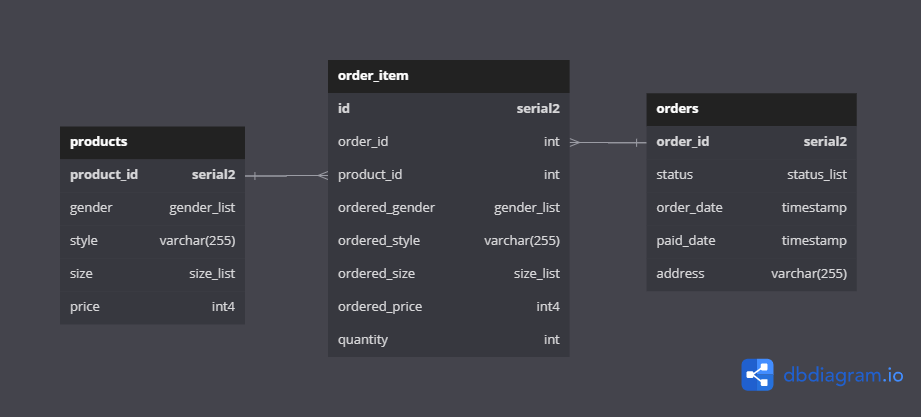 products
product_id serial2
gender gender_list
style varchar(255)
size size_list
price int4
order_item
id serial2
order_id int
product_id int
ordered_gender gender_list
ordered_style varchar(255)
ordered_size size_list
ordered_price int4
quantity int
orders
order_id serial2
status status_list
order_date timestamp
paid_date timestamp
address varchar(255)
dbdiagram.io